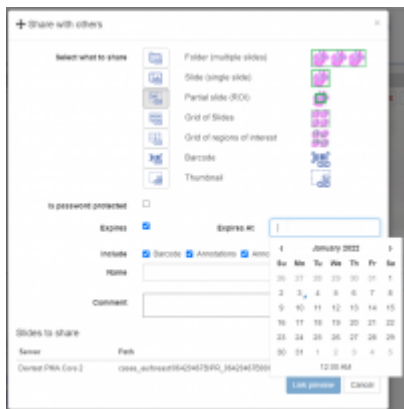 Share with others
×
Select what to share
Folder (multiple slides)
Slide (single slide)
Partial slide (ROI)
Grid of Slides
Grid of regions of interest
Barcode
Thumbnail
Is password protected
Expires
Expires At:
Include Barcode Annotations
Name
Comment
January 2022
Su Mo Tu We Th Fr Sa
26 27 28 29 30 31 1
2 3 4 5 6 7 8
9 10 11 12 13 14 15
16 17 18 19 20 21 22
23 24 25 26 27 28 29
30 31 1 2 3 4 5
12:00 AM
Slides to share
Server Path
PMA.Core 2
Link preview Cancel